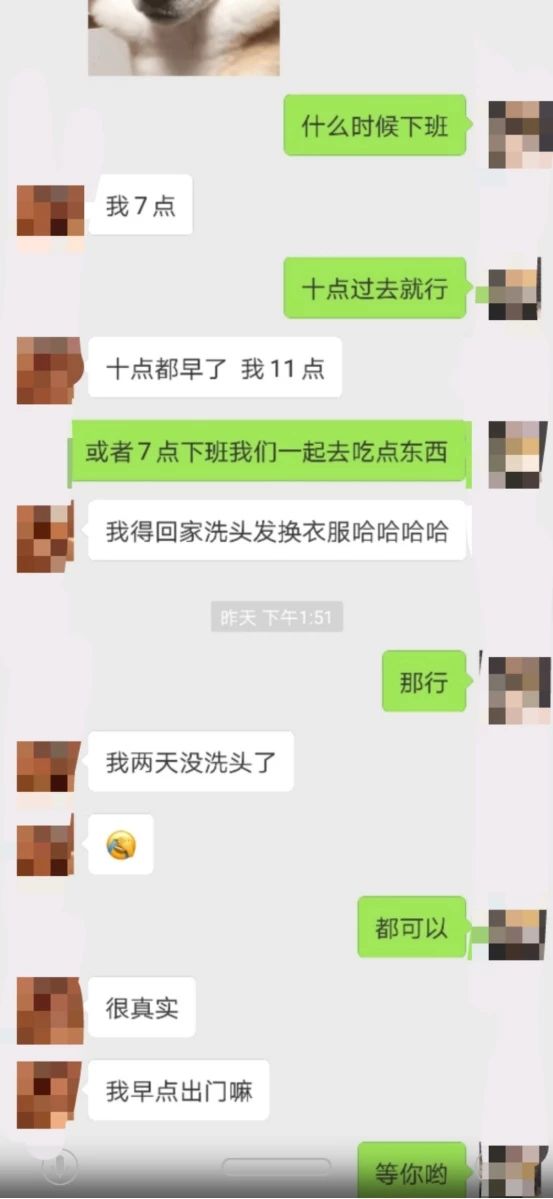 什么时候下班
我7点
十点过去就行
十点都早了 我11点
或者7点下班我们一起去吃点东西
我得回家洗头发换衣服哈哈哈哈
昨天 下午1:51
那行
我两天没洗头了
都可以
很真实
我早点出门嘛
等你哟